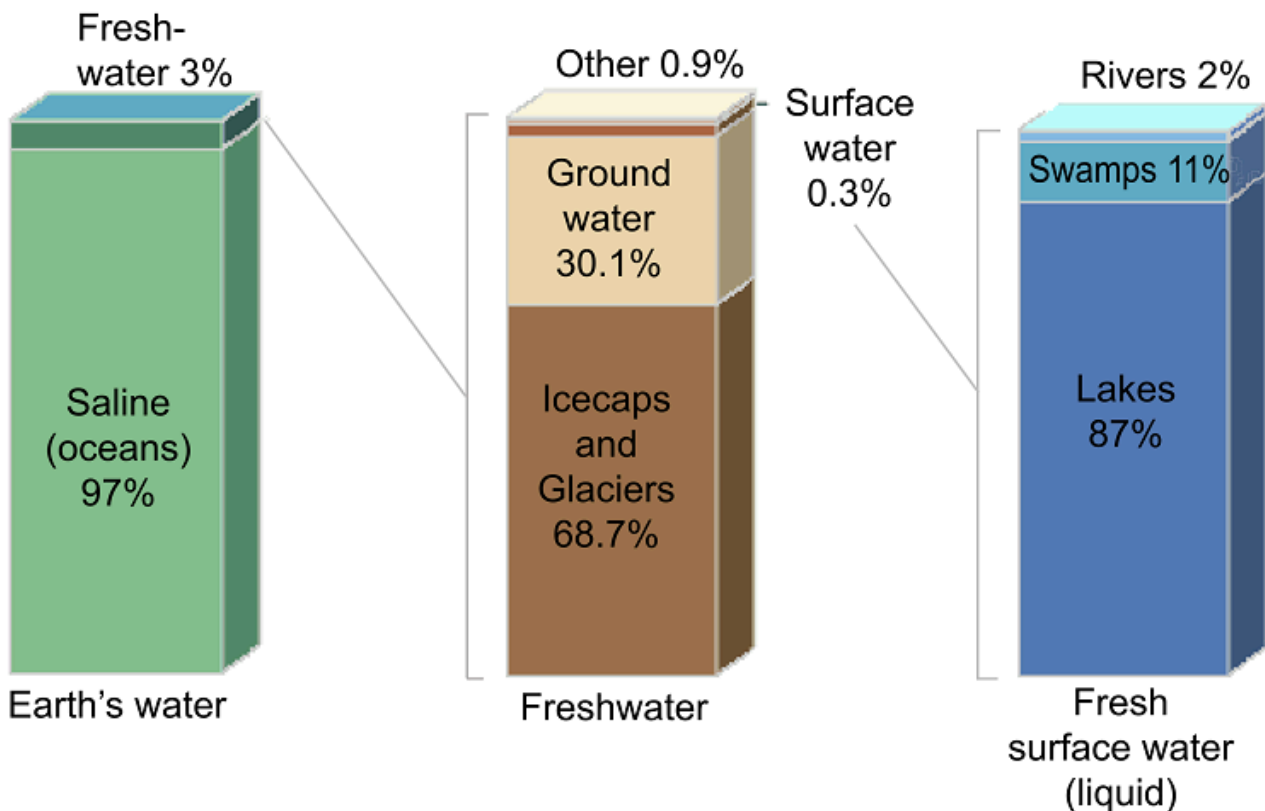 Fresh-
water 3%
Saline
(oceans)
97%
Earth's water
Other 0.9%
Surface
water
0.3%
Ground
water
30.1%
Icecaps
and
Glaciers
68.7%
Freshwater
Rivers 2%
Swamps 11%
Lakes
87%
Fresh
surface water
(liquid)